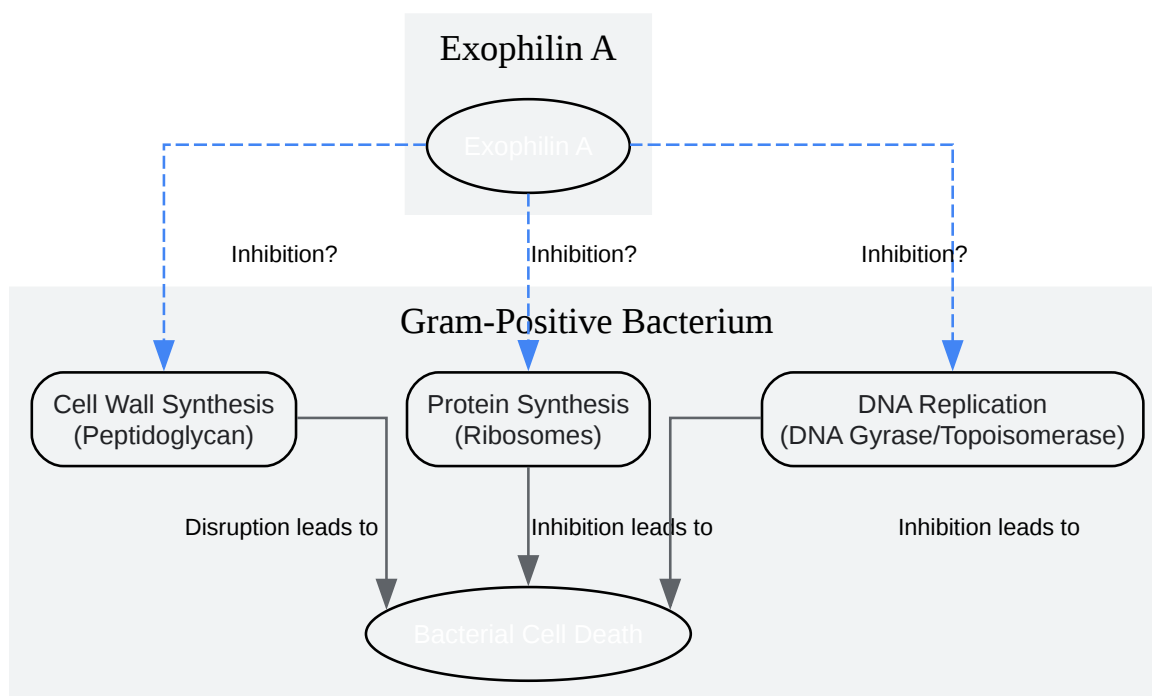 Exophilin A
Exophilin A
Inhibition?
Inhibition?
Inhibition?
Gram-Positive Bacterium
Cell Wall Synthesis
(Peptidoglycan)
Protein Synthesis
(Ribosomes)
DNA Replication
(DNA Gyrase/Topoisomerase)
Disruption leads to
Inhibition leads to
Inhibition leads to
Bacterial Cell Death